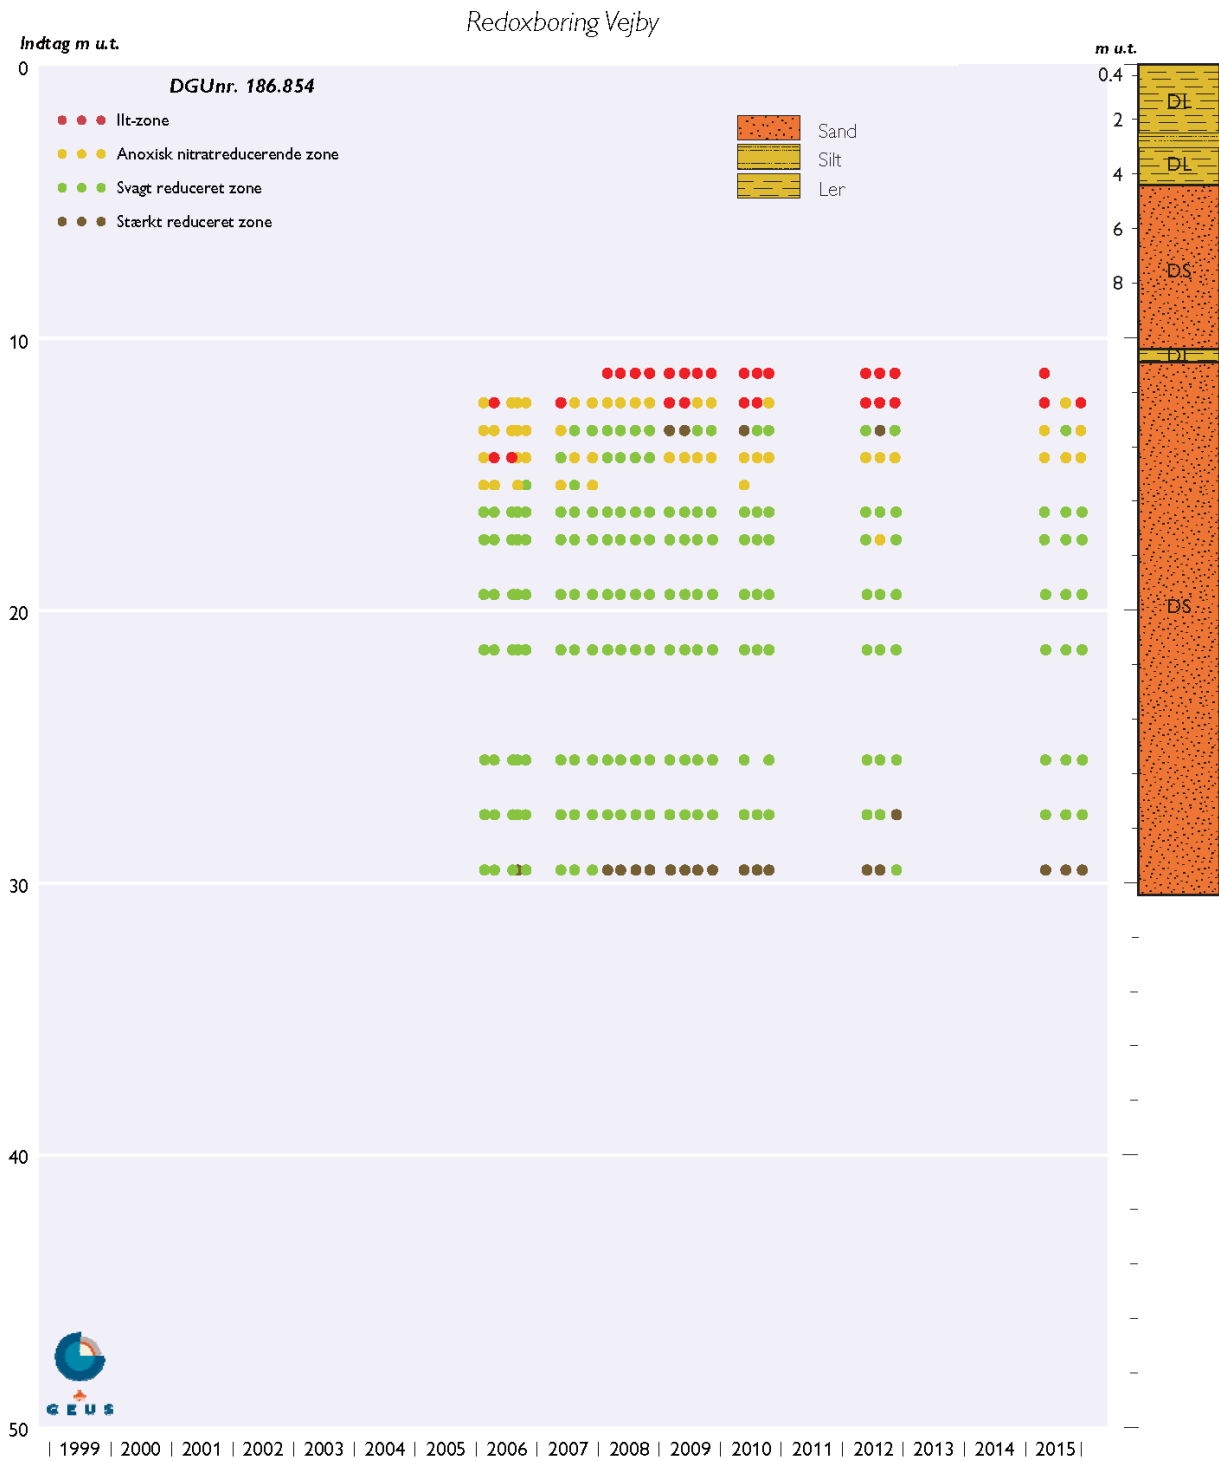 Redoxboring Vejby
Indtag m u.t.
m u.t.
0
DGUnr. 186.854
Ilt-zone
Anoxisk nitratreducerende zone
Svagt reduceret zone
Stærkt reduceret zone
Sand
Silt
Ler
0.4
DL
2
DL
4
6
DS
8
10
DL
20
DS
30
40
50
GEUS
1999 2000 2001 2002 2003 2004 2005 2006 2007 2008 2009 2010 2011 2012 2013 2014 2015